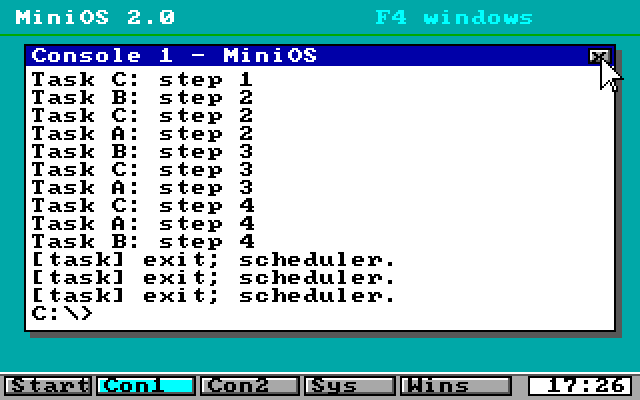 MiniOS 2.0 F4 windows
Console 1 - MiniOS
Task C: step 1
Task B: step 2
Task C: step 2
Task A: step 2
Task B: step 3
Task C: step 3
Task A: step 3
Task C: step 4
Task A: step 4
Task B: step 4
[task] exit; scheduler.
[task] exit; scheduler.
[task] exit; scheduler.
C:\>
Start Con1 Con2 Sys Wins 17:26